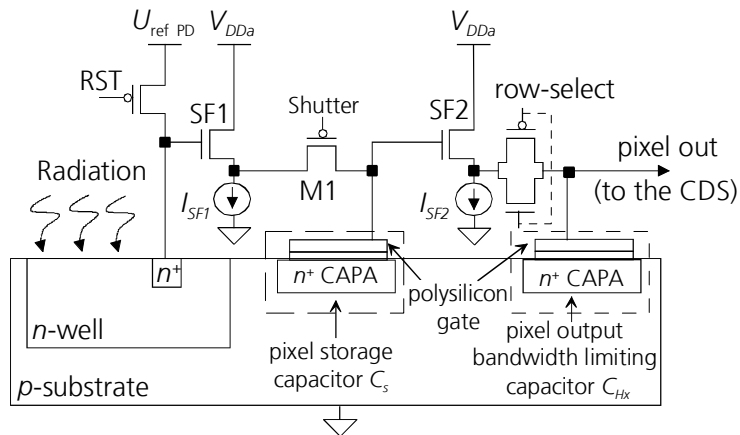 U_ref PD
V_DDa
V_DDa
RST
SF1
Shutter
SF2
row-select
Radiation
M1
pixel out
(to the CDS)
I_SF1
I_SF2
n+
n+ CAPA
polysilicon
gate
n+ CAPA
n-well
pixel storage
capacitor C_s
pixel output
bandwidth limiting
capacitor C_Hx
p-substrate